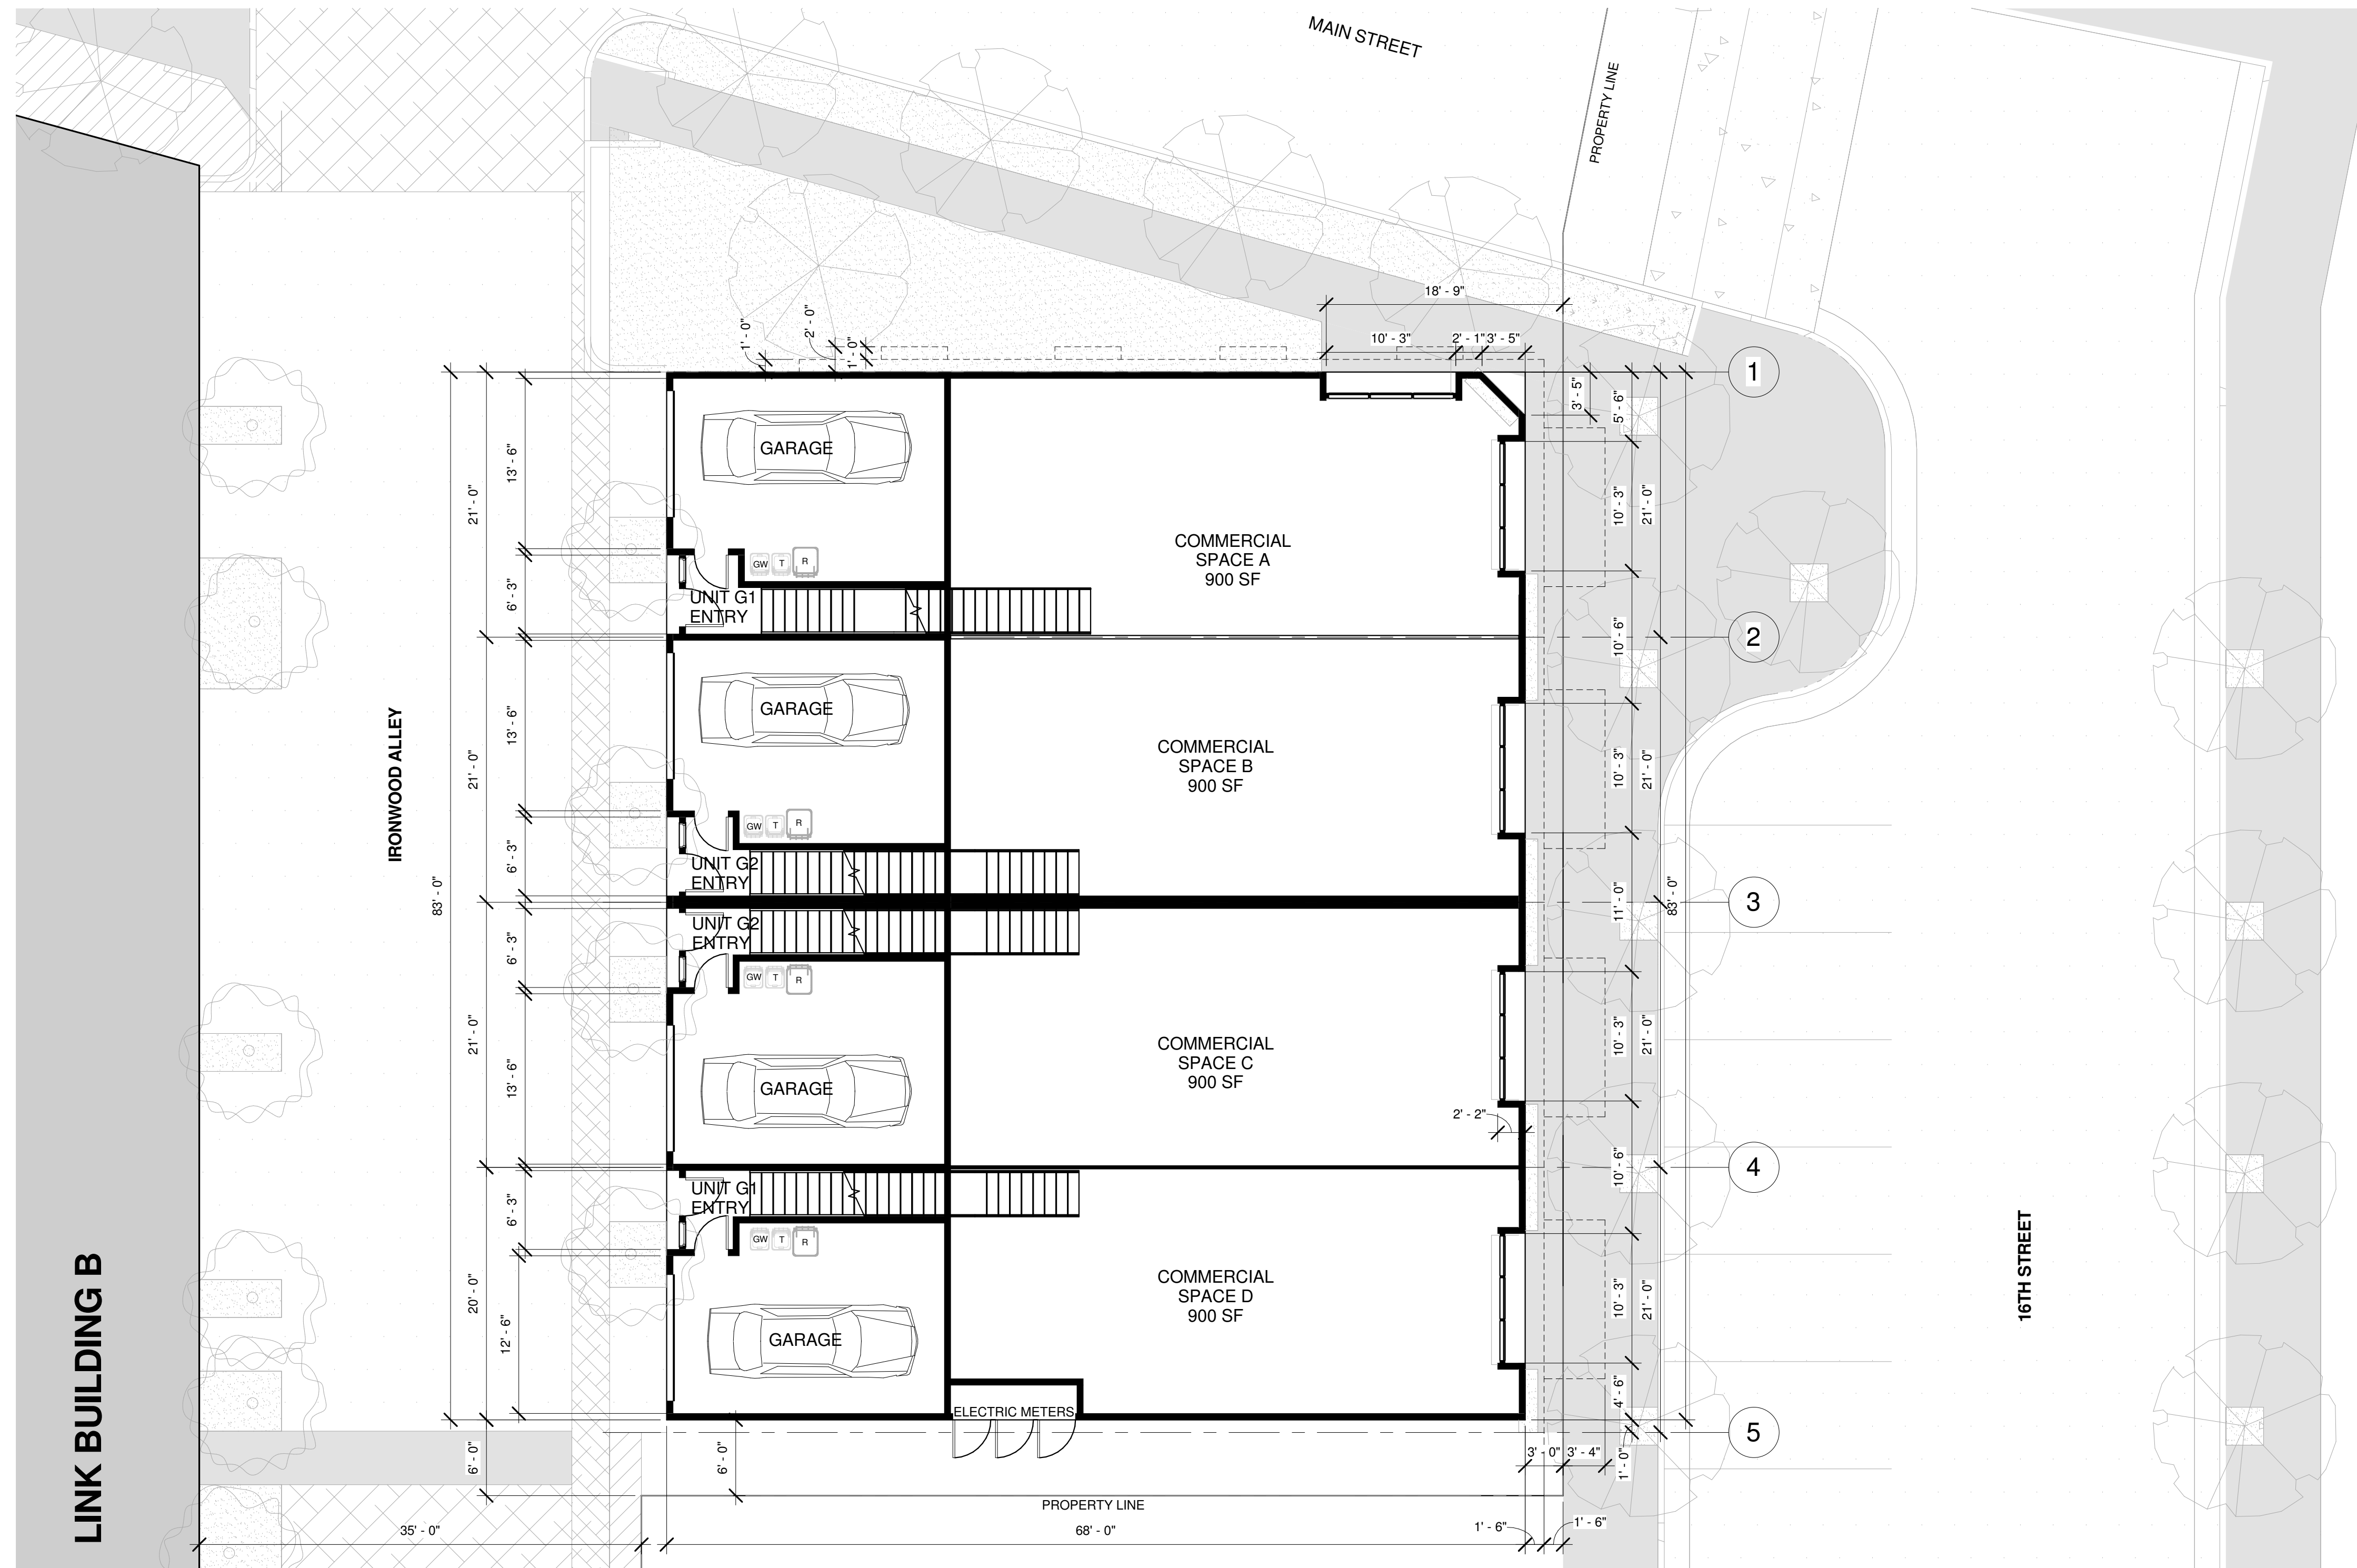 MAIN STREET
PROPERTY LINE
18' - 9"
10' - 3"
2' - 1"
3' - 5"
1' - 0"
2' - 0"
1' - 0"
3' - 5"
5' - 6"
1
13' - 6"
21' - 0"
GARAGE
10' - 3"
21' - 0"
COMMERCIAL
SPACE A
900 SF
GW
T
R
6' - 3"
UNIT G1
ENTRY
10' - 6"
2
13' - 6"
21' - 0"
GARAGE
COMMERCIAL
SPACE B
900 SF
10' - 3"
21' - 0"
IRONWOOD ALLEY
GW
T
R
6' - 3"
UNIT G2
ENTRY
83' - 0"
11' - 0"
83' - 0"
3
UNIT G2
ENTRY
6' - 3"
GW
T
R
21' - 0"
13' - 6"
GARAGE
COMMERCIAL
SPACE C
900 SF
10' - 3"
21' - 0"
2' - 2"
10' - 6"
4
UNIT G1
ENTRY
6' - 3"
GW
T
R
20' - 0"
12' - 6"
GARAGE
COMMERCIAL
SPACE D
900 SF
10' - 3"
21' - 0"
16TH STREET
LINK BUILDING B
ELECTRIC METERS
4' - 6"
5
6' - 0"
6' - 0"
3' - 0"
3' - 4"
1' - 0"
PROPERTY LINE
35' - 0"
68' - 0"
1' - 6"
1' - 6"